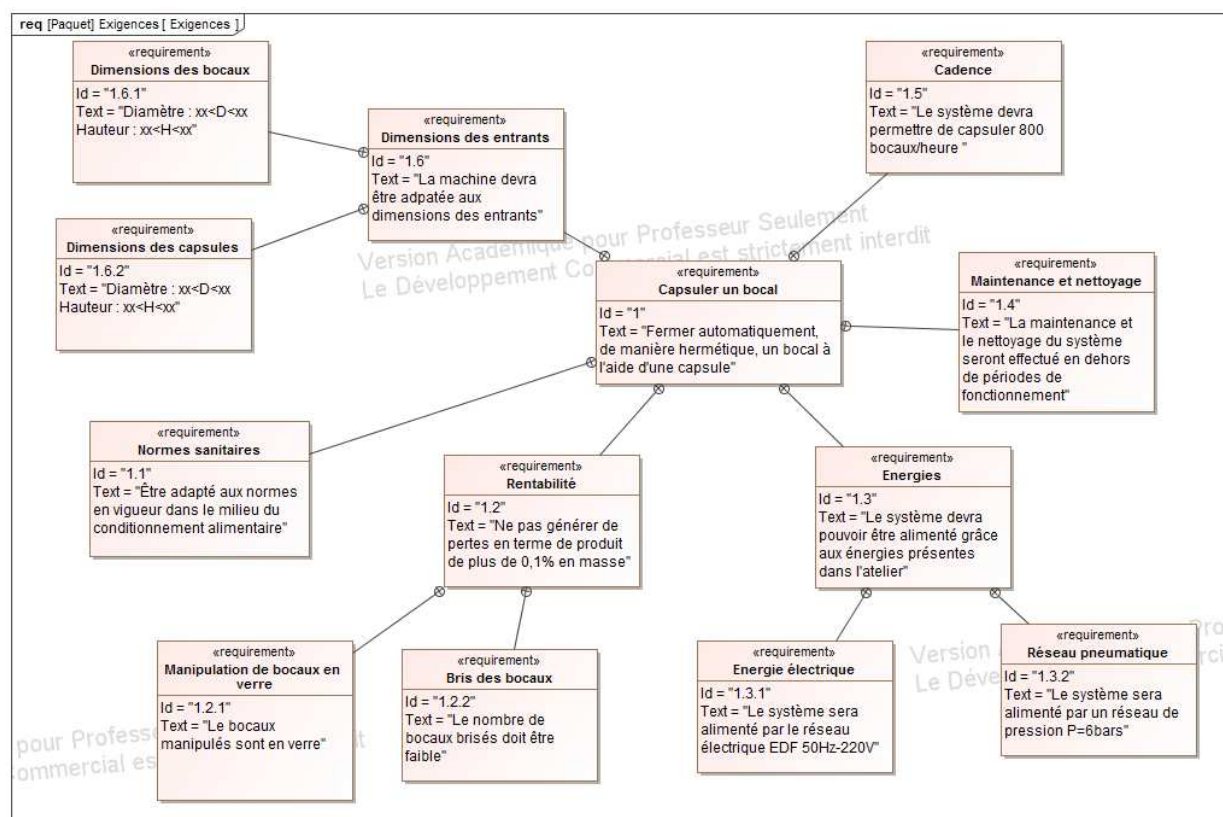 req [Paquet] Exigences [ Exigences ]
«requirement»
Dimensions des bocaux
Id = "1.6.1"
Text = "Diamètre : xx<D<xx
Hauteur : xx<H<xx"
«requirement»
Cadence
Id = "1.5"
Text = "Le système devra
permettre de capsuler 800
bocaux/heure "
«requirement»
Dimensions des entrants
Id = "1.6"
Text = "La machine devra
être adpatée aux
dimensions des entrants"
«requirement»
Dimensions des capsules
Id = "1.6.2"
Text = "Diamètre : xx<D<xx
Hauteur : xx<H<xx"
Version Académique pour Professeur Seulement
Le Développement Commercial est strictement interdit
«requirement»
Capsuler un bocal
Id = "1"
Text = "Fermer automatiquement,
de manière hermétique, un bocal à
l'aide d'une capsule"
«requirement»
Maintenance et nettoyage
Id = "1.4"
Text = "La maintenance et
le nettoyage du système
seront effectué en dehors
de périodes de
fonctionnement"
«requirement»
Normes sanitaires
Id = "1.1"
Text = "Être adapté aux normes
en vigueur dans le milieu du
conditionnement alimentaire"
«requirement»
Rentabilité
Id = "1.2"
Text = "Ne pas générer de
pertes en terme de produit
de plus de 0,1% en masse"
«requirement»
Energies
Id = "1.3"
Text = "Le système devra
pouvoir être alimenté grâce
aux énergies présentes
dans l'atelier"
«requirement»
Manipulation de bocaux en
verre
Id = "1.2.1"
Text = "Le bocaux
manipulés sont en verre"
«requirement»
Bris des bocaux
Id = "1.2.2"
Text = "Le nombre de
bocaux brisés doit être
faible"
«requirement»
Energie électrique
Id = "1.3.1"
Text = "Le système sera
alimenté par le réseau
électrique EDF 50Hz-220V"
«requirement»
Réseau pneumatique
Id = "1.3.2"
Text = "Le système sera
alimenté par un réseau de
pression P=6bars"
Version
Le
pour